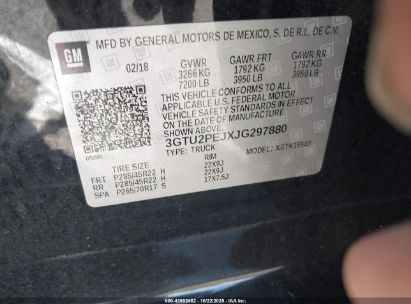 GM
MFD BY GENERAL MOTORS DE MEXICO, S. DE R.L. DE C.V.
02/18
GVWR GAWR FRT GAWR RR
3266 KG 1792 KG 1792 KG
7200 LB 3950 LB 3950 LB
THIS VEHICLE CONFORMS TO ALL
APPLICABLE U.S. FEDERAL MOTOR
VEHICLE SAFETY STANDARDS IN
EFFECT ON THE DATE OF
MANUFACTURE SHOWN ABOVE.
3GTU2PEJXJG297880
TYPE: TRUCK MODEL:
TIRE SIZE RIM
FRT P285/45R22 H 22X9J
RR P285/45R22 H 22X9J
P265/70R17 S 17X7.5J